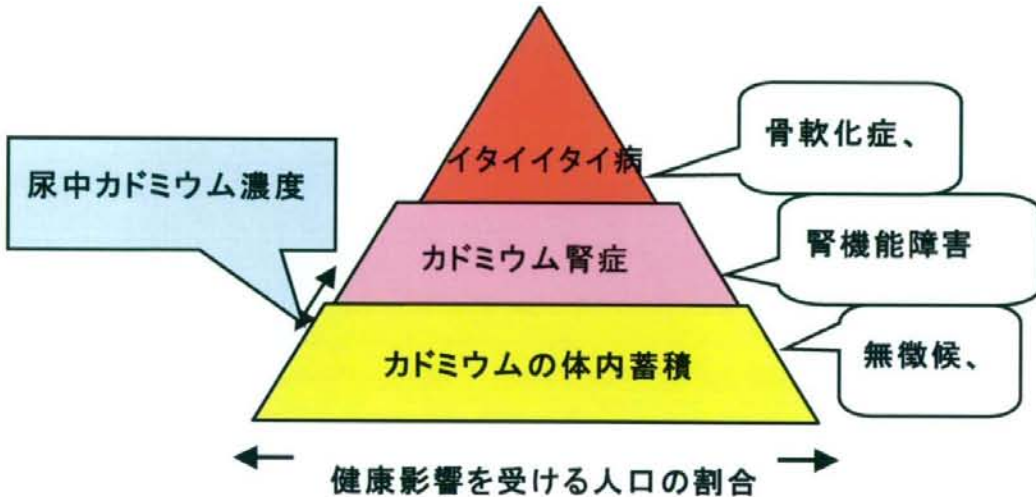 骨軟化症、
イタイイタイ病
尿中カドミウム濃度
腎機能障害
カドミウム腎症
無徴候、
カドミウムの体内蓄積
健康影響を受ける人口の割合